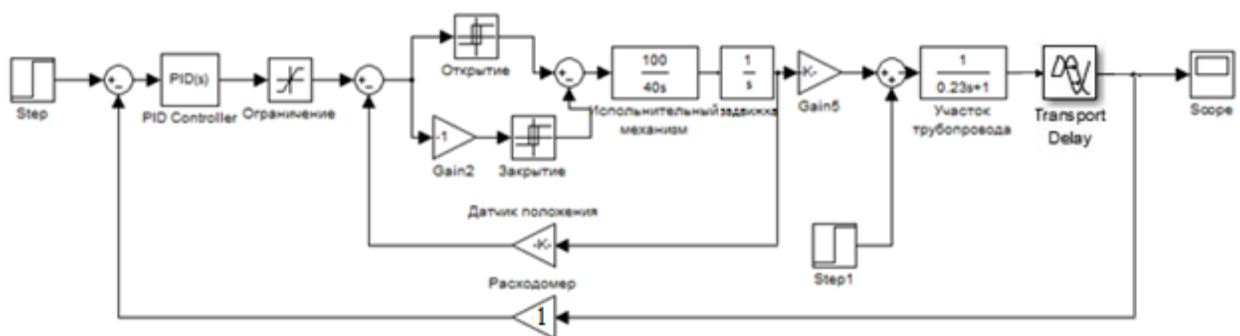 Step
PID(s)
PID Controller
Ограничение
Открытие
-1
Gain2
Закрытие
100
40s
Исполнительный
механизм
1
s
задвижка
-K-
Gain5
Step1
1
0.23s+1
Участок
трубопровода
Transport
Delay
Scope
Датчик положения
-K-
Расходомер
1